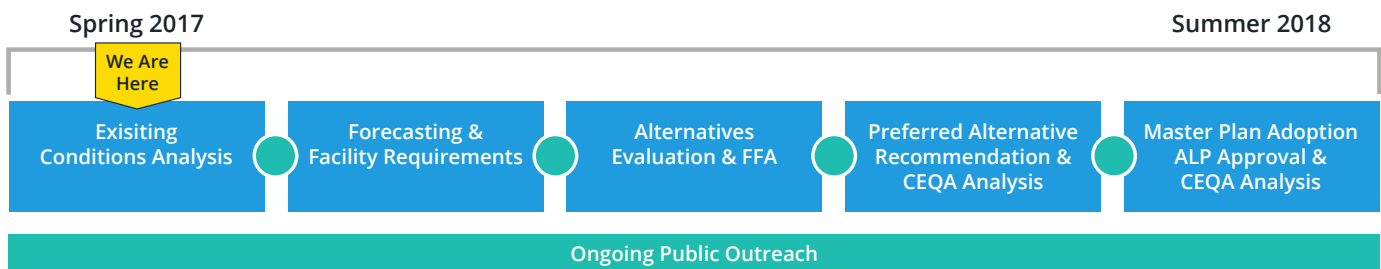 Spring 2017
Summer 2018
We Are
Here
Exisiting
Conditions Analysis
Forecasting &
Facility Requirements
Alternatives
Evaluation & FFA
Preferred Alternative
Recommendation &
CEQA Analysis
Master Plan Adoption
ALP Approval &
CEQA Analysis
Ongoing Public Outreach